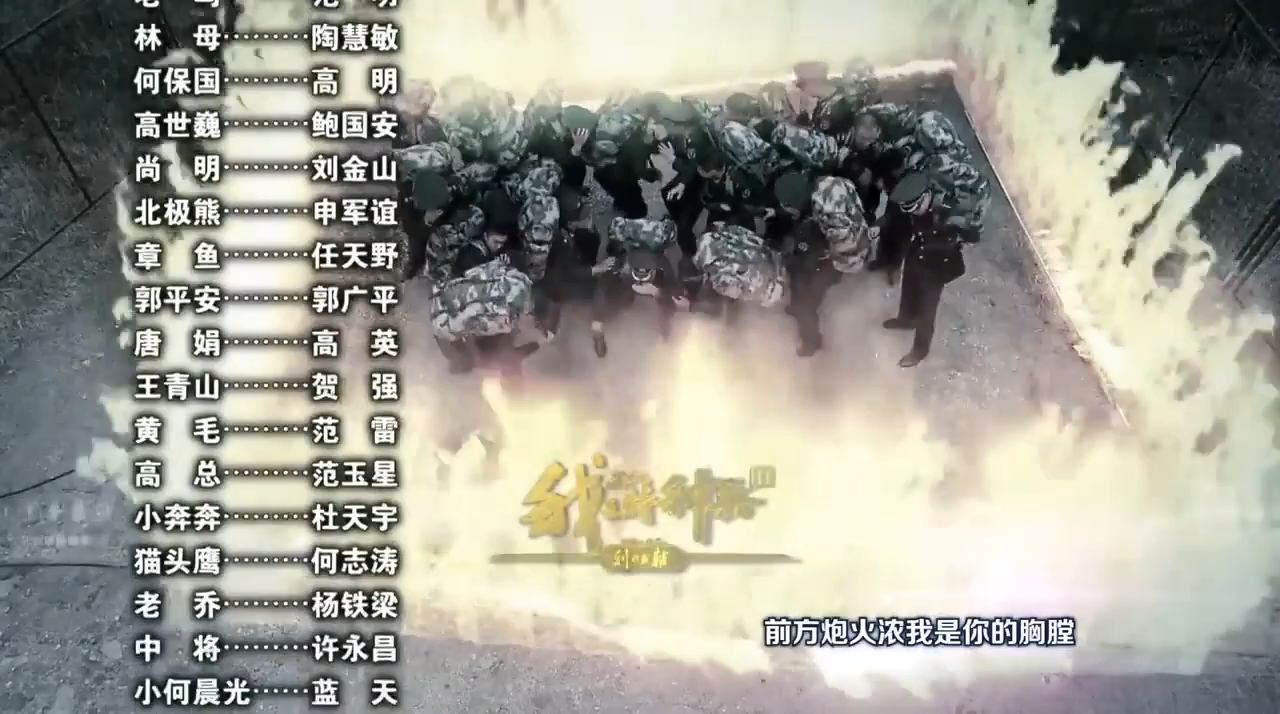 林　母………陶慧敏
何保国………高　明
高世巍………鲍国安
尚　明………刘金山
北极熊………申军谊
章　鱼………任天野
郭平安………郭广平
唐　娟………高　英
王青山………贺　强
黄　毛………范　雷
高　总………范玉星
小奔奔………杜天宇
猫头鹰………何志涛
老　乔………杨铁梁
中　将………许永昌
小何晨光……蓝　天
我是特种兵
前方炮火浓我是你的胸膛